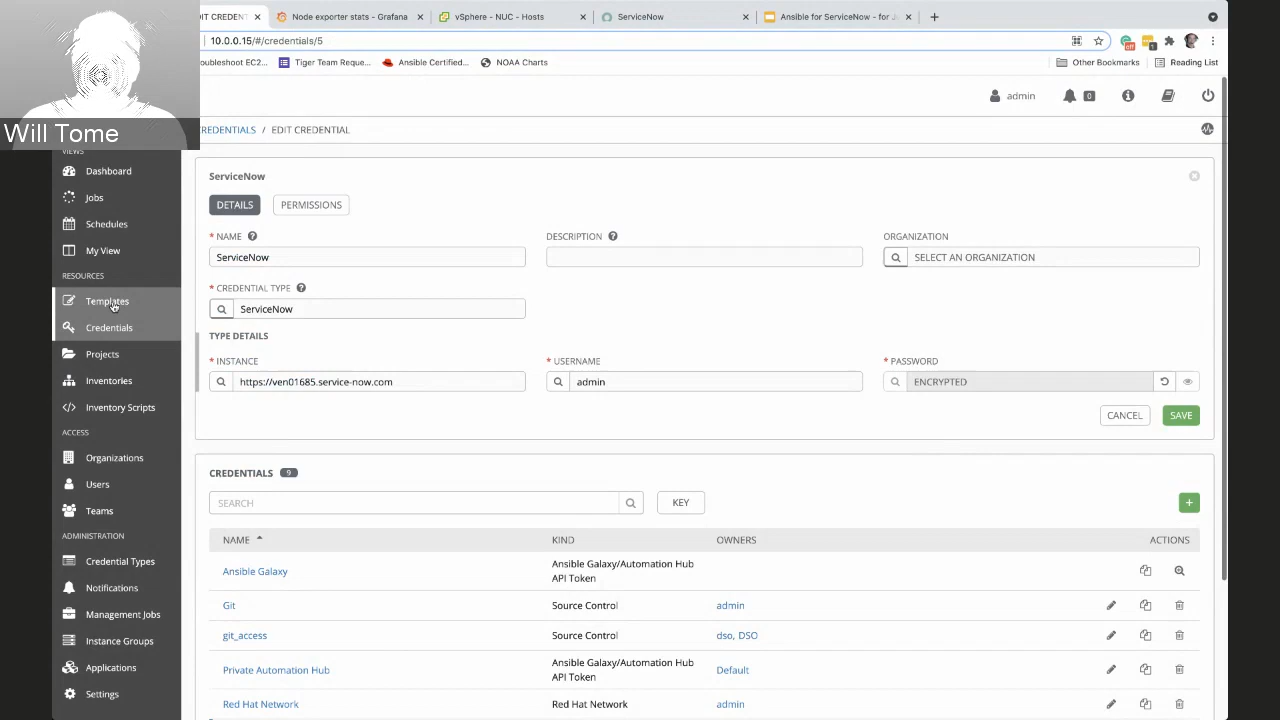 DIT CREDENT
Node exporter stats - Grafana
vSphere - NUC - Hosts
ServiceNow
Ansible for ServiceNow - for J
10.0.0.15/#/credentials/5
oubleshoot EC2...
Tiger Team Reque...
Ansible Certified...
NOAA Charts
Other Bookmarks
Reading List
Will Tome
admin
0
CREDENTIALS / EDIT CREDENTIAL
VIEWS
Dashboard
Jobs
Schedules
My View
RESOURCES
Templates
Credentials
Projects
Inventories
Inventory Scripts
ACCESS
Organizations
Users
Teams
ADMINISTRATION
Credential Types
Notifications
Management Jobs
Instance Groups
Applications
Settings
ServiceNow
DETAILS
PERMISSIONS
* NAME
DESCRIPTION
ORGANIZATION
ServiceNow
SELECT AN ORGANIZATION
* CREDENTIAL TYPE
ServiceNow
TYPE DETAILS
* INSTANCE
* USERNAME
* PASSWORD
https://ven01685.service-now.com
admin
ENCRYPTED
CANCEL
SAVE
CREDENTIALS 9
SEARCH
KEY
NAME
KIND
OWNERS
ACTIONS
Ansible Galaxy
Ansible Galaxy/Automation Hub
API Token
Git
Source Control
admin
git_access
Source Control
dso, DSO
Private Automation Hub
Ansible Galaxy/Automation Hub
API Token
Default
Red Hat Network
Red Hat Network
admin